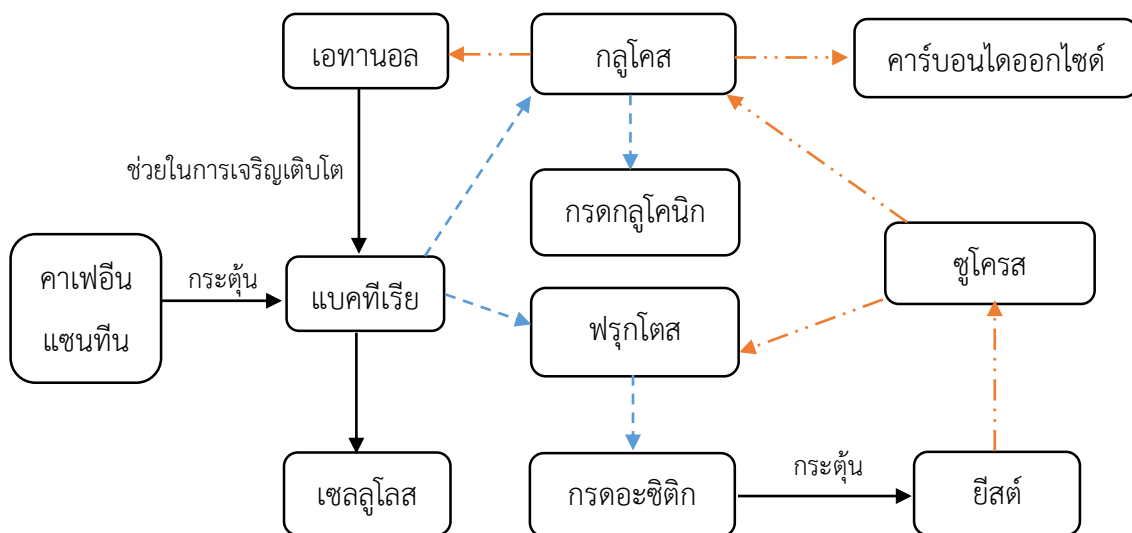 เอทานอล
กลูโคส
คาร์บอนไดออกไซด์
ช่วยในการเจริญเติบโต
กรดกลูโคนิก
คาเฟอีน
แซนทีน
กระตุ้น
แบคทีเรีย
ซูโครส
ฟรุกโตส
เซลลูโลส
กรดอะซิติก
กระตุ้น
ยีสต์